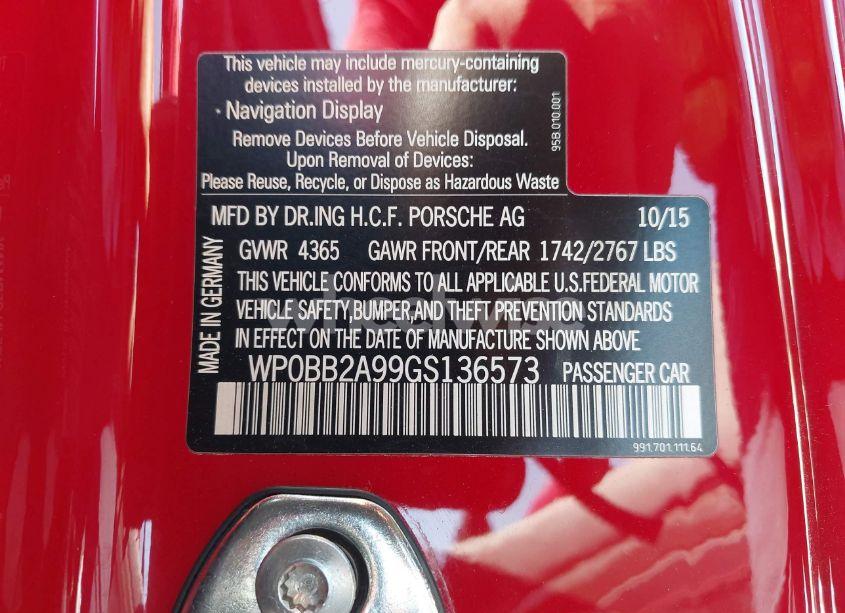 This vehicle may include mercury-containing
devices installed by the manufacturer:
· Navigation Display
Remove Devices Before Vehicle Disposal.
Upon Removal of Devices:
Please Reuse, Recycle, or Dispose as Hazardous Waste
95B.010.001
MFD BY DR.ING H.C.F. PORSCHE AG 10/15
GVWR 4365 GAWR FRONT/REAR 1742/2767 LBS
THIS VEHICLE CONFORMS TO ALL APPLICABLE U.S.FEDERAL MOTOR
VEHICLE SAFETY,BUMPER,AND THEFT PREVENTION STANDARDS
IN EFFECT ON THE DATE OF MANUFACTURE SHOWN ABOVE
WP0BB2A99GS136573 PASSENGER CAR
MADE IN GERMANY
991.701.111.64